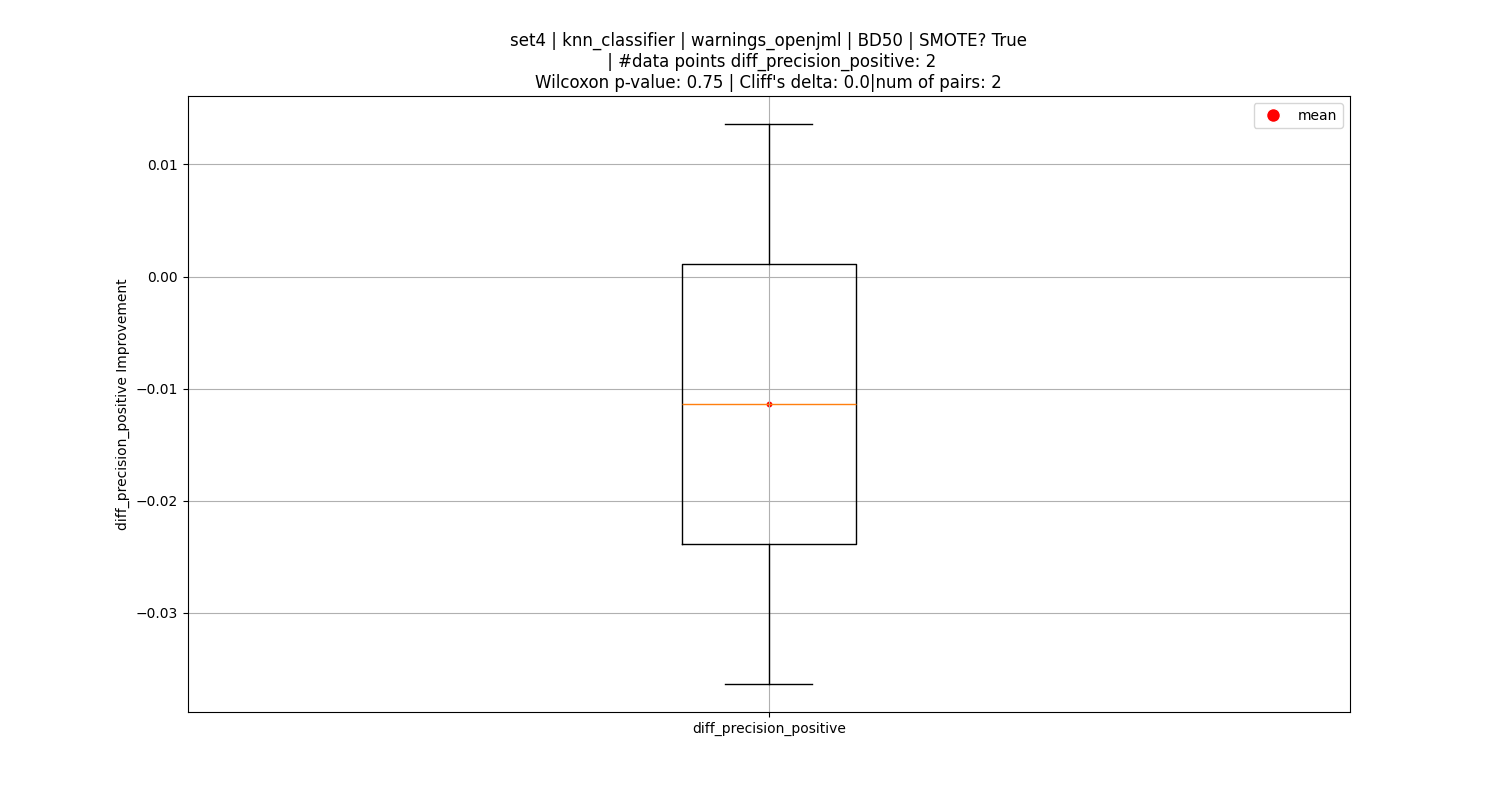 set4 | knn_classifier | warnings_openjml | BD50 | SMOTE? True
| #data points diff_precision_positive: 2
Wilcoxon p-value: 0.75 | Cliff's delta: 0.0|num of pairs: 2
mean
0.01
0.00
−0.01
−0.02
−0.03
diff_precision_positive Improvement
diff_precision_positive